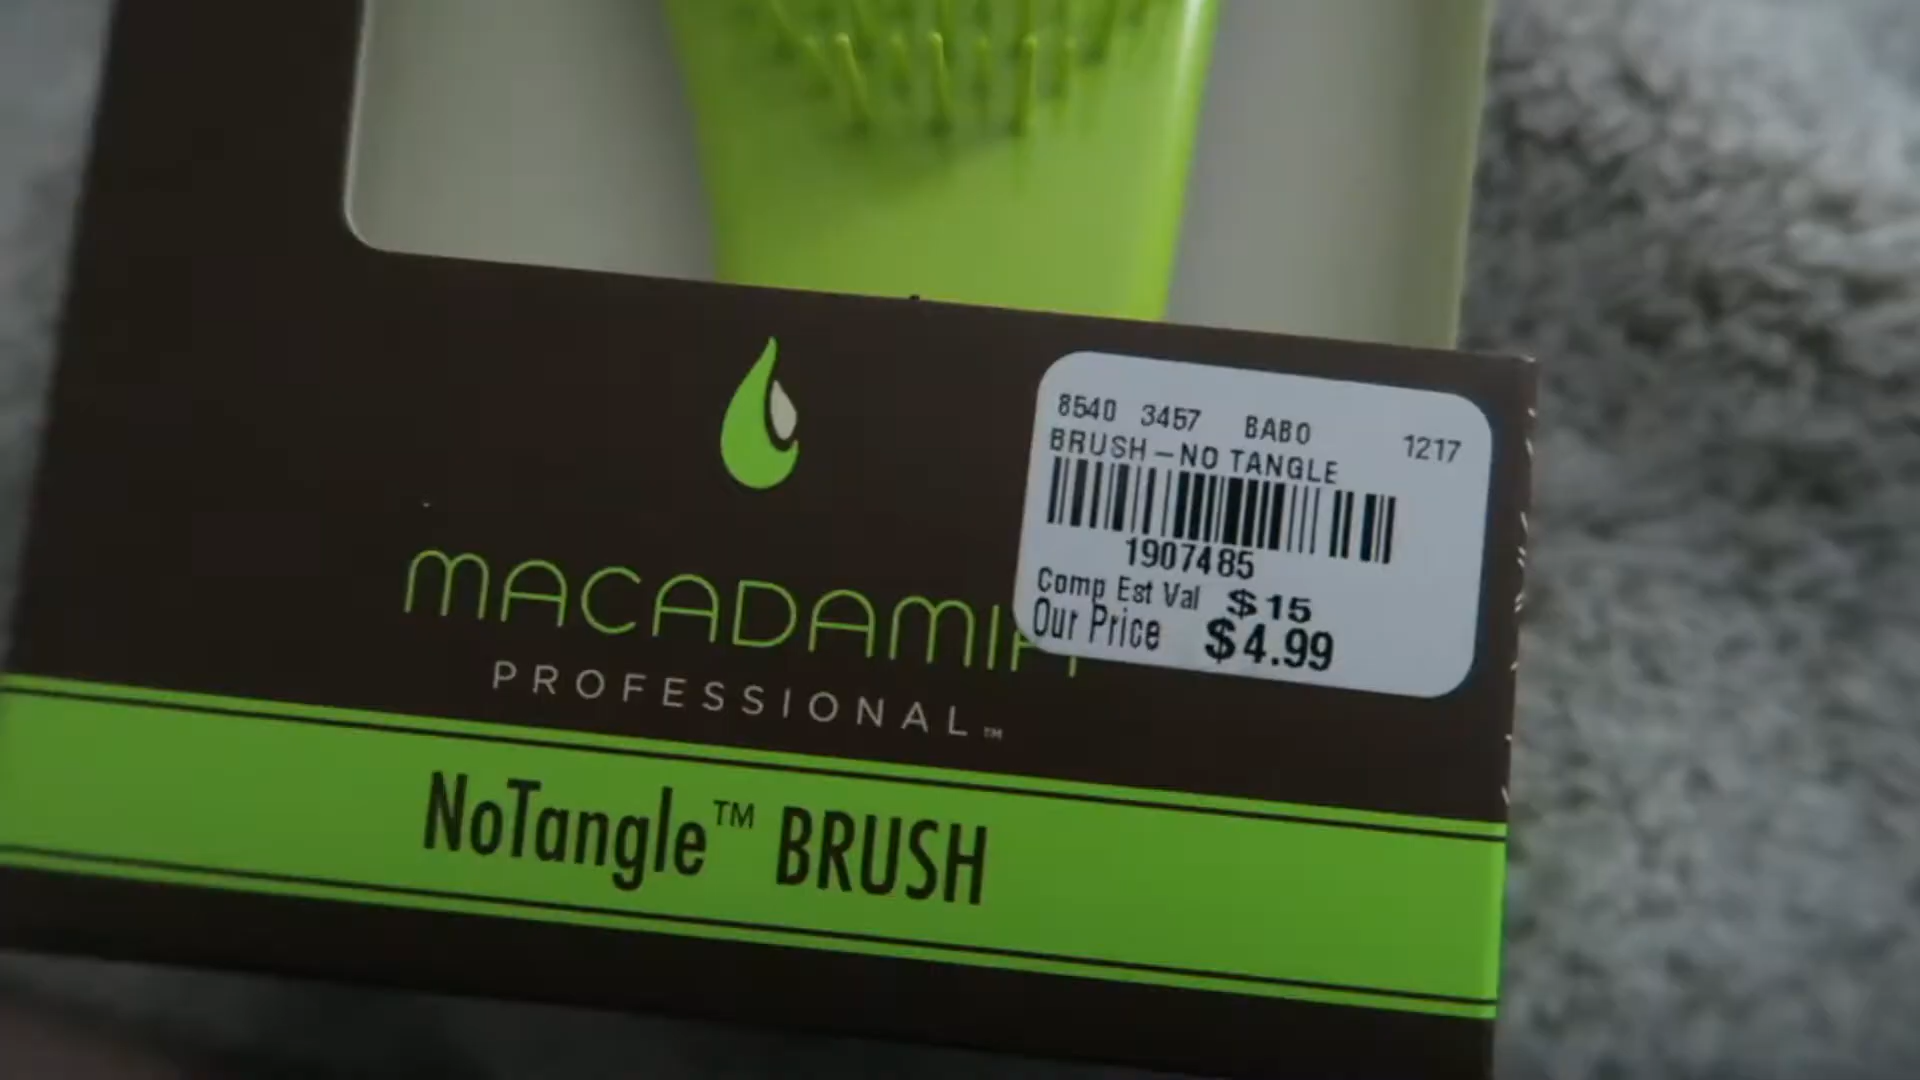 8540 3457 BABO 1217
BRUSH-NO TANGLE
1907485
Comp Est Val $15
Our Price $4.99
MACADAMIA
PROFESSIONAL™
NoTangle™ BRUSH